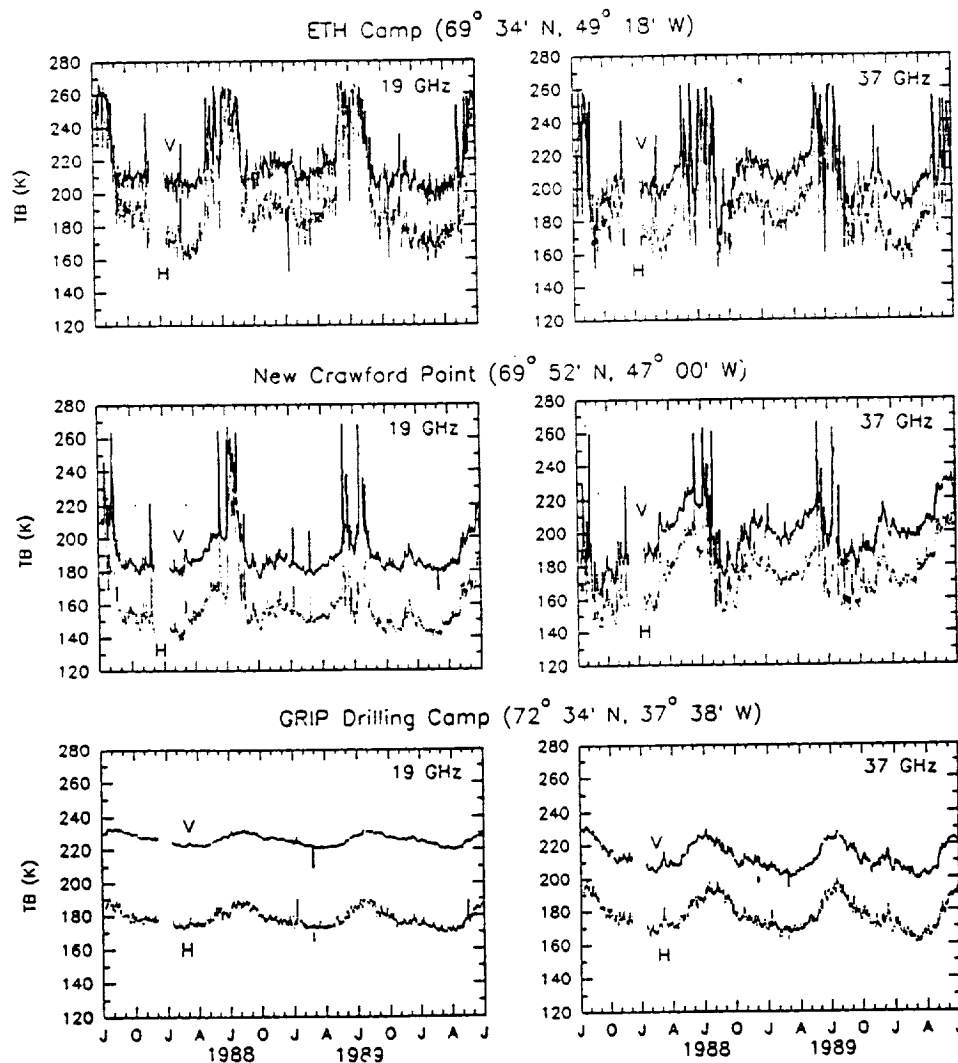 ETH Camp (69° 34' N, 49° 18' W)
280
260
240
220
200
180
160
140
120
TB (K)
19 GHz
V
H
280
260
240
220
200
180
160
140
120
37 GHz
V
H
New Crawford Point (69° 52' N, 47° 00' W)
280
260
240
220
200
180
160
140
120
TB (K)
19 GHz
V
H
280
260
240
220
200
180
160
140
120
37 GHz
V
H
GRIP Drilling Camp (72° 34' N, 37° 38' W)
280
260
240
220
200
180
160
140
120
TB (K)
19 GHz
V
H
J O J A J O J A J O J A J
1988 1989
280
260
240
220
200
180
160
140
120
37 GHz
V
H
J O J A J O J A J O J A J
1988 1989